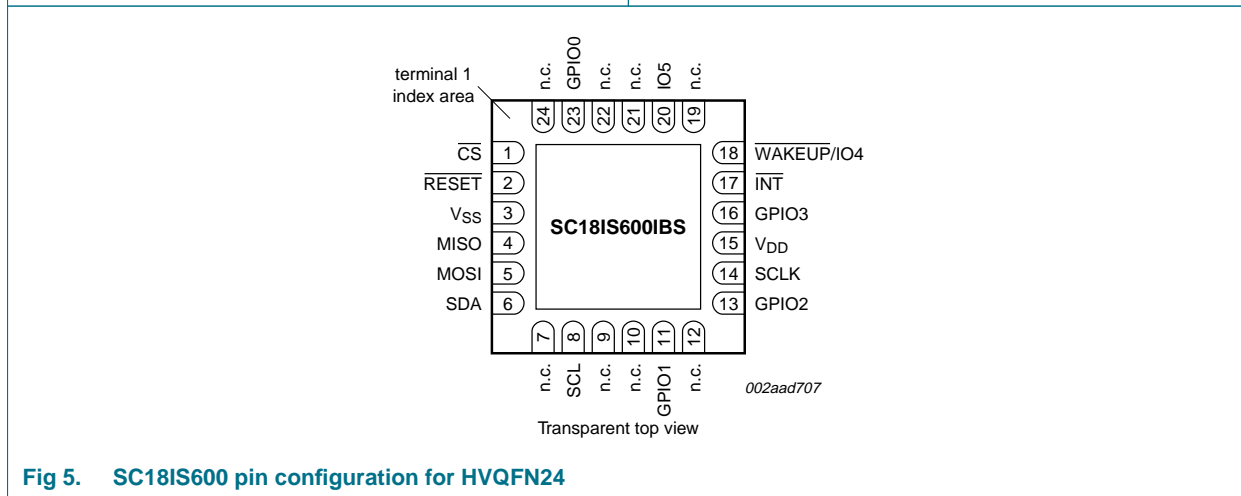 n.c.
GPIO0
n.c.
n.c.
IO5
n.c.
terminal 1
index area
24
23
22
21
20
19
CS 1
RESET 2
VSS 3
MISO 4
MOSI 5
SDA 6
SC18IS600IBS
18 WAKEUP/IO4
17 INT
16 GPIO3
15 VDD
14 SCLK
13 GPIO2
7
8
9
10
11
12
n.c.
SCL
n.c.
n.c.
GPIO1
n.c.
002aad707
Transparent top view
Fig 5. SC18IS600 pin configuration for HVQFN24